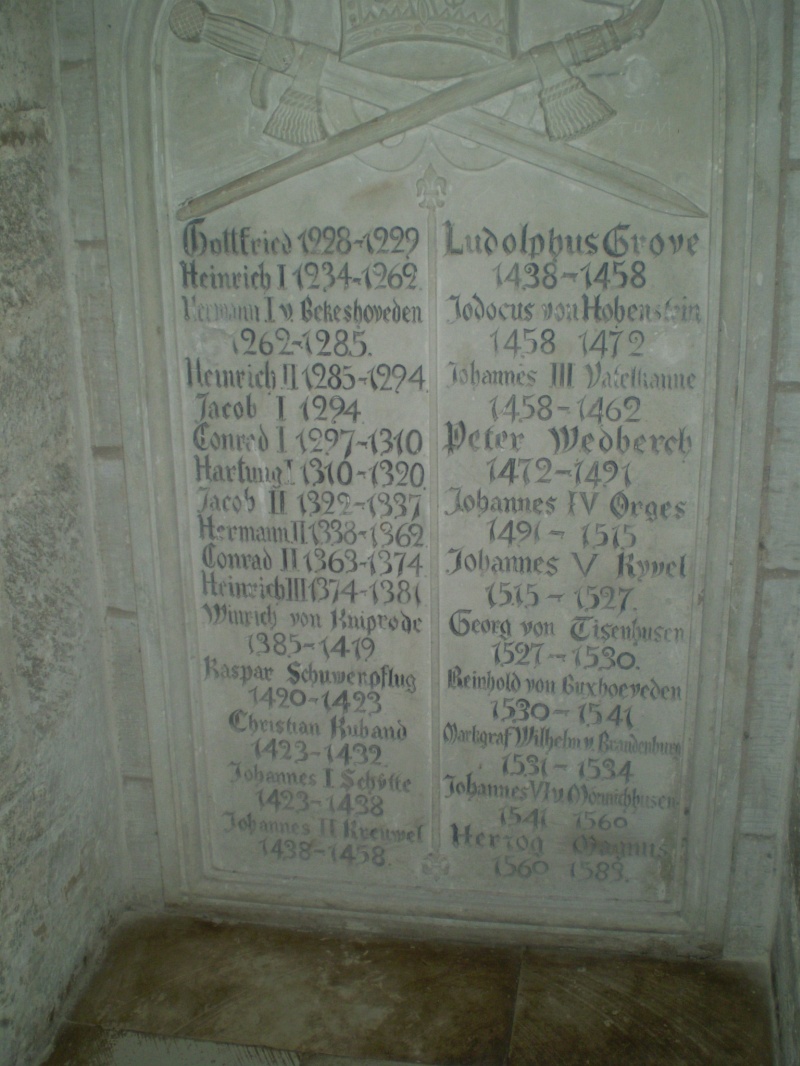 Gottfried 1228-1229
Heinrich I 1234-1262
Hermann I v. Bekeshoveden
1262-1285.
Heinrich II 1285-1294
Jacob I 1294
Conred I 1297-1310
Hartung I 1310-1320
Jacob II 1322-1337
Hermann II 1338-1362
Conrad II 1363-1374
Heinrich III 1374-1381
Winrich von Kniprode
1385-1419
Kaspar Schuwenpflug
1420-1423
Christian Kuband
1423-1432
Johannes I Schütte
1423-1438
Johannes II Kreuwel
1438-1458.
Ludolphus Grove
1438-1458
Jodocus von Hohenstein
1458 1472
Johannes III Vatelkanne
1458-1462
Peter Wedberch
1472-1491
Johannes IV Orges
1491-1515
Johannes V Kyvel
1515-1527.
Georg von Tisenhusen
1527-1530.
Reinhold von Buxhoeveden
1530-1541
Markgraf Wilhelm v. Brandenburg
1531-1534
Johannes VI v. Mönnichhusen
1541 1560
Herzog Magnus
1560 1583.